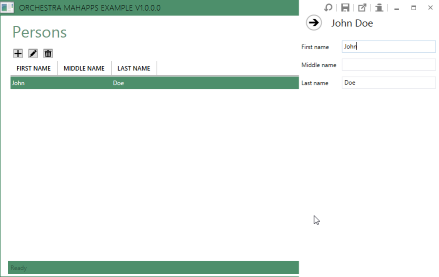 ORCHESTRA MAHAPPS EXAMPLE V1.0.0.0
Persons
FIRST NAME MIDDLE NAME LAST NAME
John Doe
Ready
John Doe
First name John
Middle name
Last name Doe